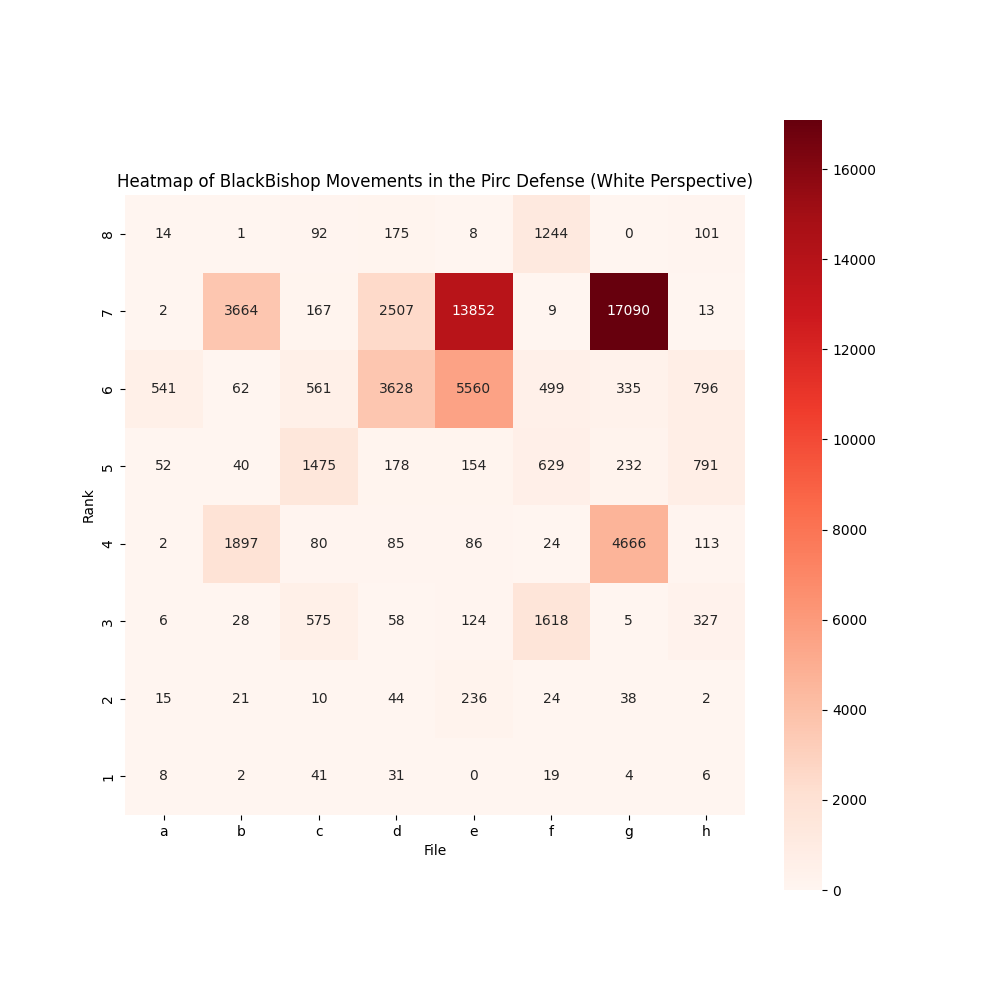 Heatmap of BlackBishop Movements in the Pirc Defense (White Perspective)
8 14 1 92 175 8 1244 0 101
7 2 3664 167 2507 13852 9 17090 13
6 541 62 561 3628 5560 499 335 796
5 52 40 1475 178 154 629 232 791
Rank
4 2 1897 80 85 86 24 4666 113
3 6 28 575 58 124 1618 5 327
2 15 21 10 44 236 24 38 2
1 8 2 41 31 0 19 4 6
a b c d e f g h
File
16000
14000
12000
10000
8000
6000
4000
2000
0